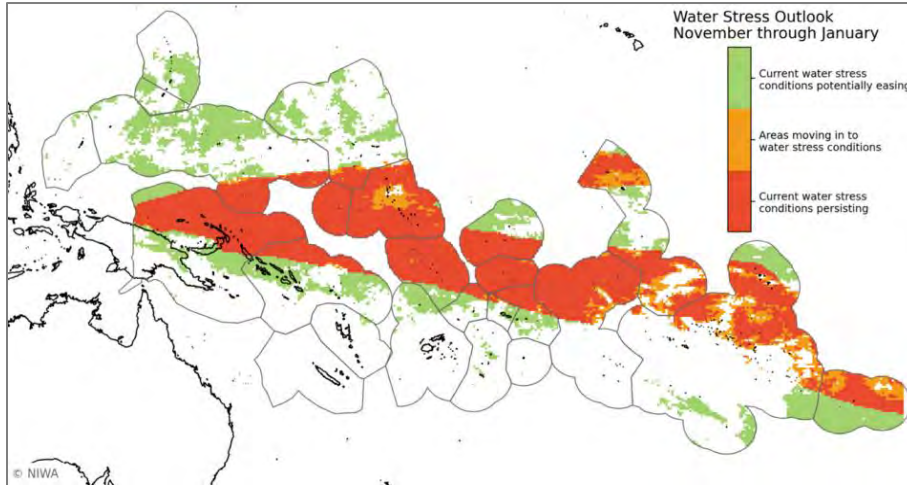 Water Stress Outlook
November through January
Current water stress
conditions potentially easing
Areas moving in to
water stress conditions
Current water stress
conditions persisting
© NIWA